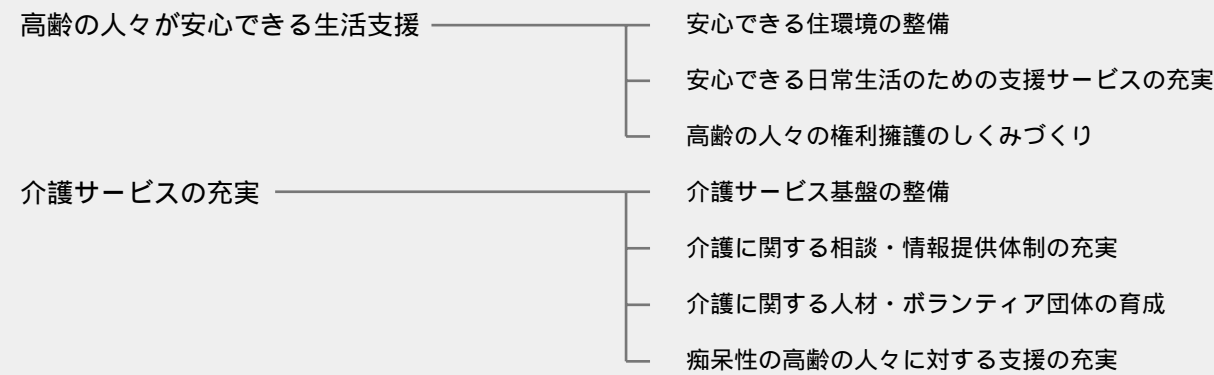 高齢の人々が安心できる生活支援
安心できる住環境の整備
安心できる日常生活のための支援サービスの充実
高齢の人々の権利擁護のしくみづくり
介護サービスの充実
介護サービス基盤の整備
介護に関する相談・情報提供体制の充実
介護に関する人材・ボランティア団体の育成
痴呆性の高齢の人々に対する支援の充実